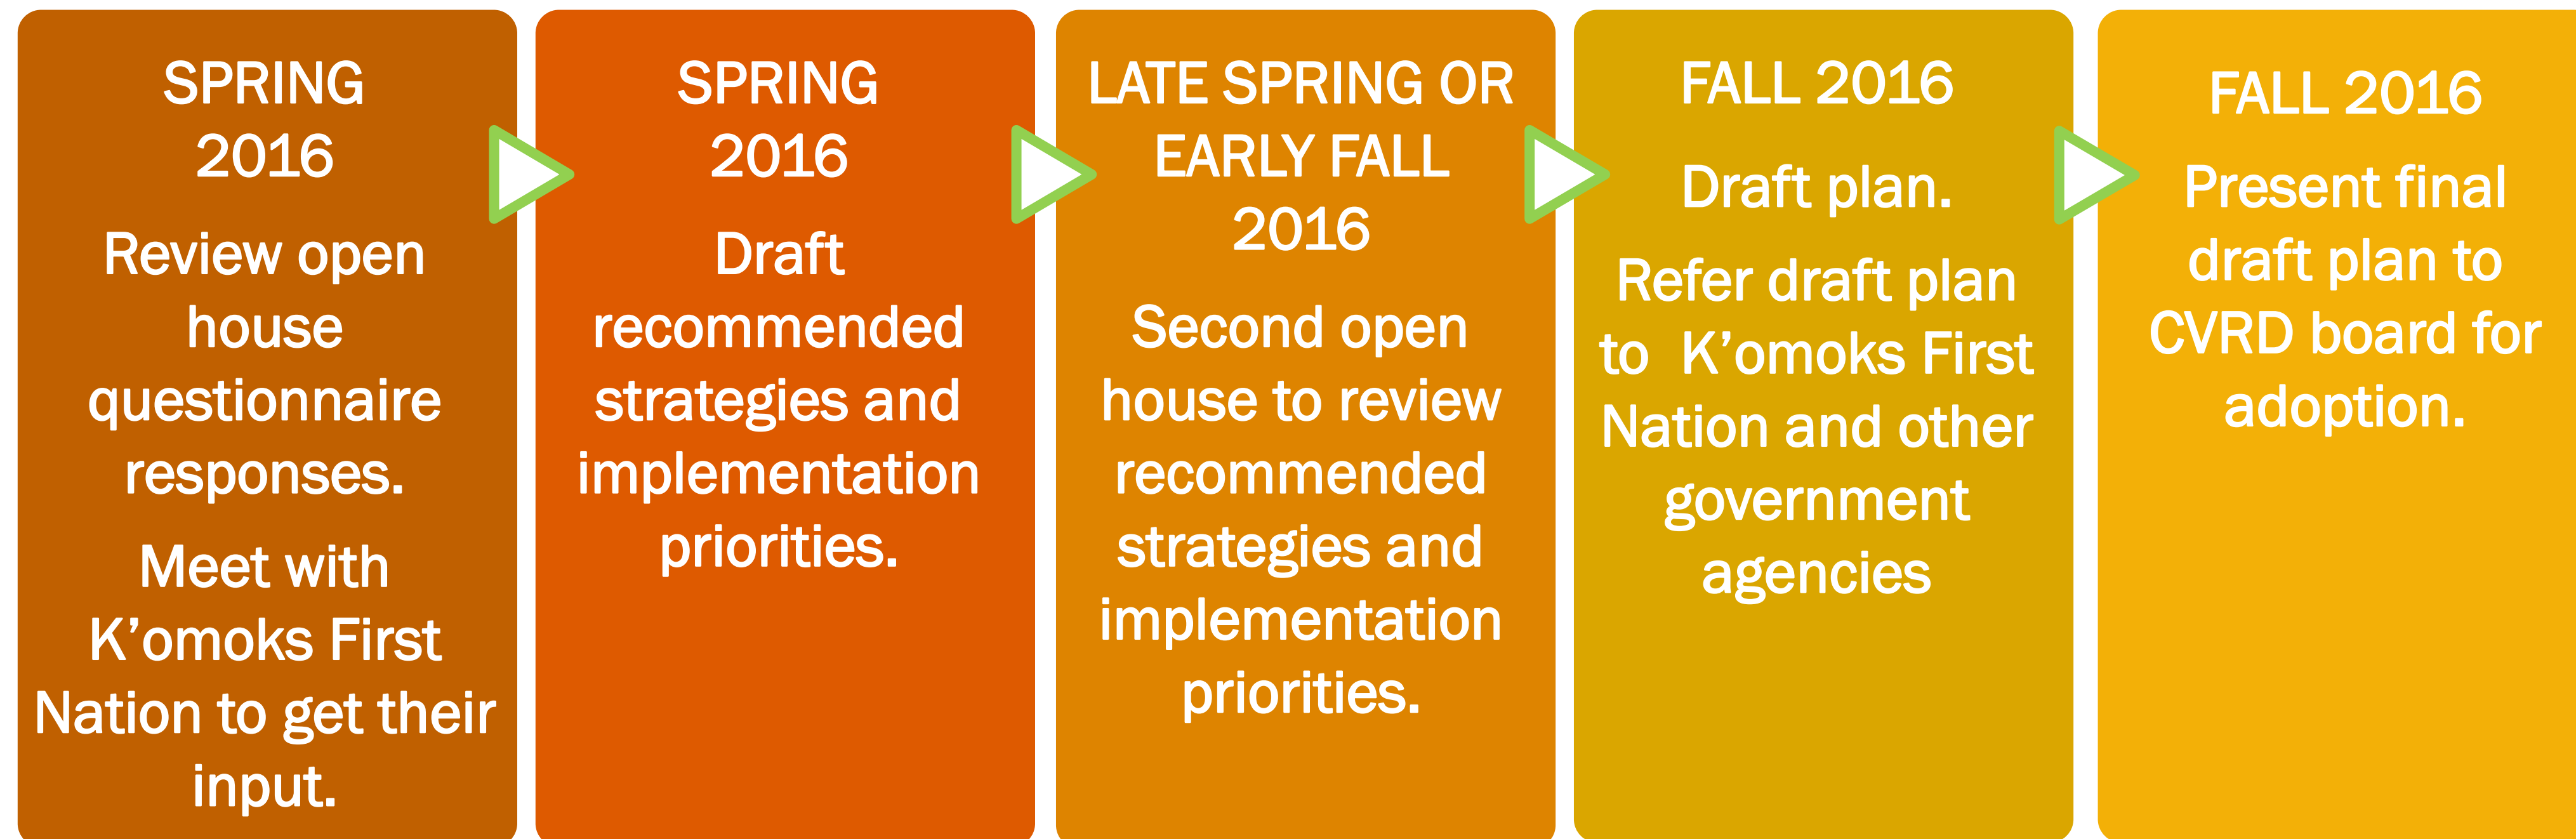 SPRING
2016
Review open
house
questionnaire
responses.
Meet with
K’omoks First
Nation to get their
input.
SPRING
2016
Draft
recommended
strategies and
implementation
priorities.
LATE SPRING OR
EARLY FALL
2016
Second open
house to review
recommended
strategies and
implementation
priorities.
FALL 2016
Draft plan.
Refer draft plan
to  K’omoks First
Nation and other
government
agencies
FALL 2016
Present final
draft plan to
CVRD board for
adoption.